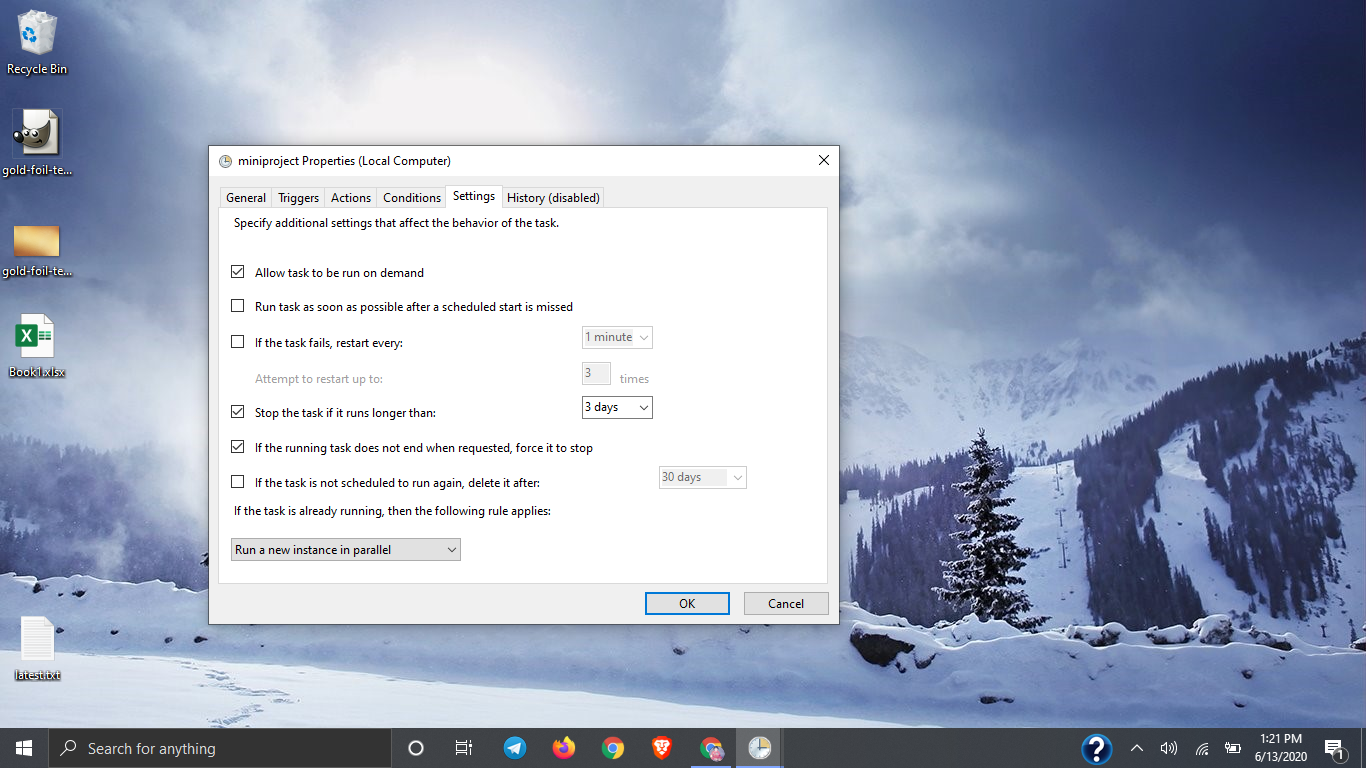 Recycle Bin
gold-foil-te...
gold-foil-te...
Book1.xlsx
latest.txt
miniproject Properties (Local Computer)
General Triggers Actions Conditions Settings History (disabled)
Specify additional settings that affect the behavior of the task.
Allow task to be run on demand
Run task as soon as possible after a scheduled start is missed
If the task fails, restart every: 1 minute
Attempt to restart up to: 3 times
Stop the task if it runs longer than: 3 days
If the running task does not end when requested, force it to stop
If the task is not scheduled to run again, delete it after: 30 days
If the task is already running, then the following rule applies:
Run a new instance in parallel
OK Cancel
Search for anything
1:21 PM
6/13/2020
1